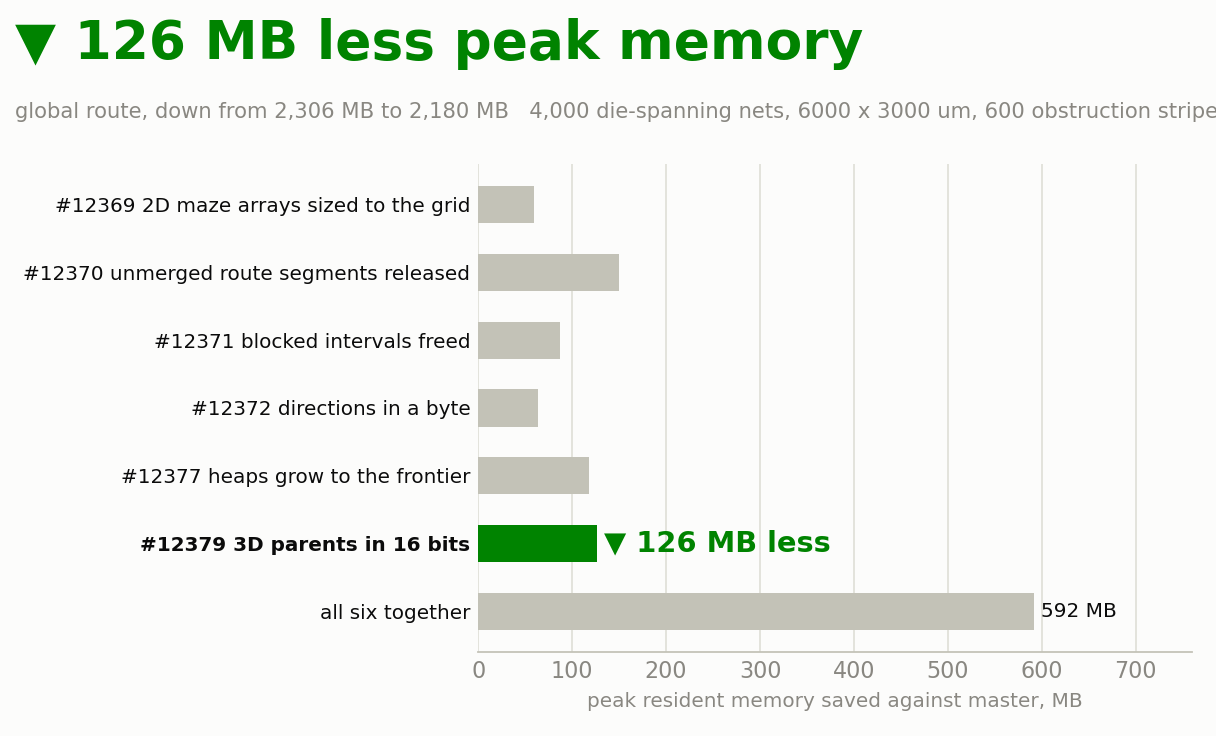 ▼ 126 MB less peak memory
global route, down from 2,306 MB to 2,180 MB   4,000 die-spanning nets, 6000 x 3000 um, 600 obstruction stripe
#12369 2D maze arrays sized to the grid
#12370 unmerged route segments released
#12371 blocked intervals freed
#12372 directions in a byte
#12377 heaps grow to the frontier
#12379 3D parents in 16 bits ▼ 126 MB less
all six together 592 MB
0 100 200 300 400 500 600 700
peak resident memory saved against master, MB